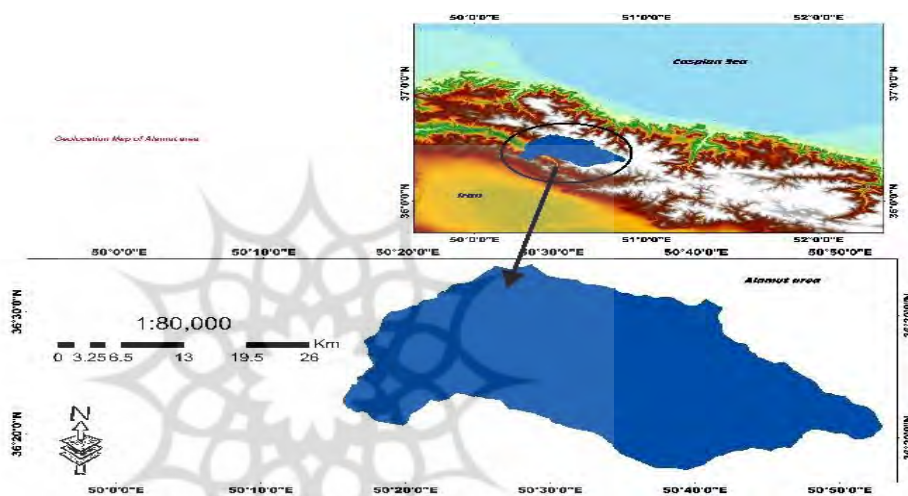 50°0'0"E 51°0'0"E 52°0'0"E
37°0'0"N
Caspian Sea
37°0'0"N
Geolocation Map of Alamut area
36°0'0"N
Iran
36°0'0"N
50°0'0"E 51°0'0"E 52°0'0"E
50°0'0"E 50°10'0"E 50°20'0"E 50°30'0"E 50°40'0"E 50°50'0"E
Alamut area
36°30'0"N
1:80,000
Km
0 3.25 6.5 13 19.5 26
N
36°20'0"N
50°0'0"E 50°10'0"E 50°20'0"E 50°30'0"E 50°40'0"E 50°50'0"E